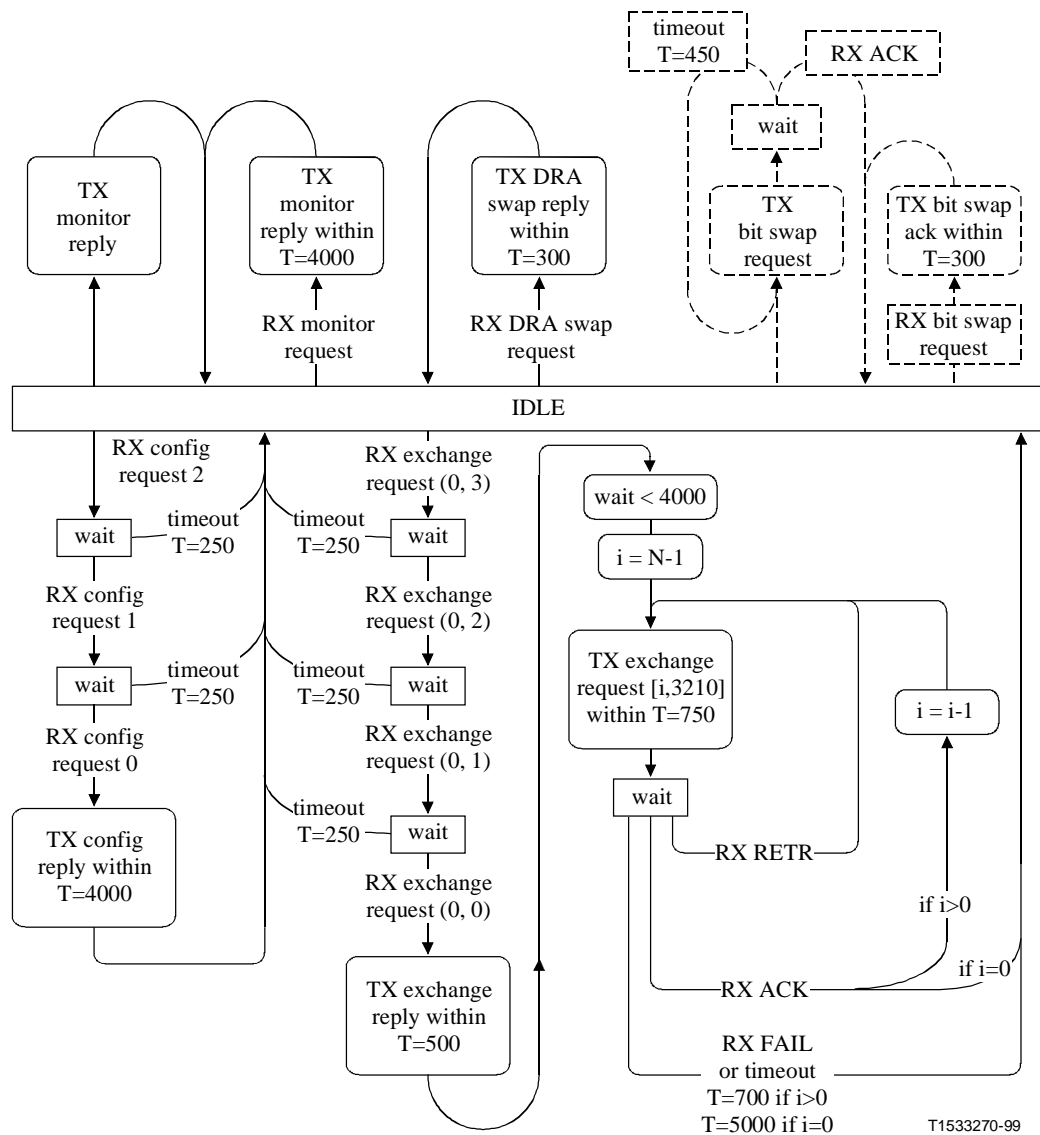 timeout
T=450
RX ACK
wait
TX
monitor
reply
TX
monitor
reply within
T=4000
TX DRA
swap reply
within
T=300
TX
bit swap
request
TX bit swap
ack within
T=300
RX monitor
request
RX DRA swap
request
RX bit swap
request
IDLE
RX config
request 2
wait
timeout
T=250
RX config
request 1
wait
timeout
T=250
RX config
request 0
TX config
reply within
T=4000
RX exchange
request (0, 3)
timeout
T=250
wait
RX exchange
request (0, 2)
timeout
T=250
wait
RX exchange
request (0, 1)
timeout
T=250
wait
RX exchange
request (0, 0)
TX exchange
reply within
T=500
wait < 4000
i = N-1
TX exchange
request [i,3210]
within T=750
i = i-1
wait
RX RETR
if i>0
if i=0
RX ACK
RX FAIL
or timeout
T=700 if i>0
T=5000 if i=0
T1533270-99